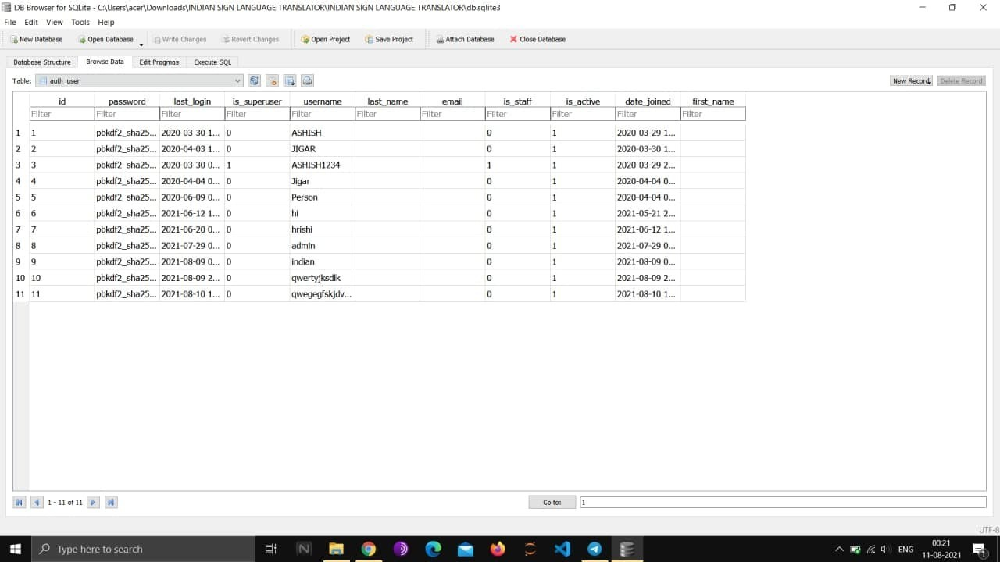 DB Browser for SQLite - C:\Users\acer\Downloads\INDIAN SIGN LANGUAGE TRANSLATOR\INDIAN SIGN LANGUAGE TRANSLATOR\db.sqlite3
File Edit View Tools Help
New Database Open Database Write Changes Revert Changes Open Project Save Project Attach Database Close Database
Database Structure Browse Data Edit Pragmas Execute SQL
Table: auth_user New Record Delete Record
id password last_login is_superuser username last_name email is_staff is_active date_joined first_name
Filter Filter Filter Filter Filter Filter Filter Filter Filter Filter Filter
1 1 pbkdf2_sha25... 2020-03-30 1... 0 ASHISH 0 1 2020-03-29 1...
2 2 pbkdf2_sha25... 2020-04-03 1... 0 JIGAR 0 1 2020-03-30 1...
3 3 pbkdf2_sha25... 2020-03-30 0... 1 ASHISH1234 1 1 2020-03-29 2...
4 4 pbkdf2_sha25... 2020-04-04 0... 0 Jigar 0 1 2020-04-04 0...
5 5 pbkdf2_sha25... 2020-06-09 0... 0 Person 0 1 2020-04-04 0...
6 6 pbkdf2_sha25... 2021-06-12 1... 0 hi 0 1 2021-05-21 2...
7 7 pbkdf2_sha25... 2021-06-20 0... 0 hrishi 0 1 2021-06-12 1...
8 8 pbkdf2_sha25... 2021-07-29 0... 0 admin 0 1 2021-07-29 0...
9 9 pbkdf2_sha25... 2021-08-09 0... 0 indian 0 1 2021-08-09 0...
10 10 pbkdf2_sha25... 2021-08-09 2... 0 qwertyjksdlk 0 1 2021-08-09 2...
11 11 pbkdf2_sha25... 2021-08-10 1... 0 qwegegfskjdv... 0 1 2021-08-10 1...
1 - 11 of 11 Go to: 1
UTF-8
Type here to search ENG 00:21
11-08-2021 1